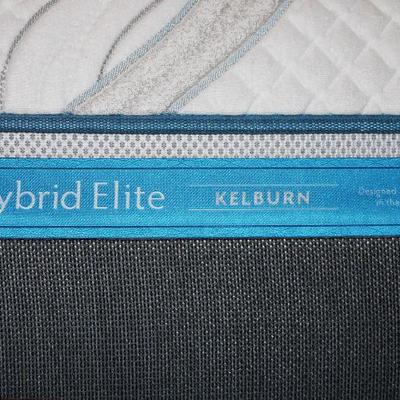 ybrid Elite
KELBURN
Designed
in the